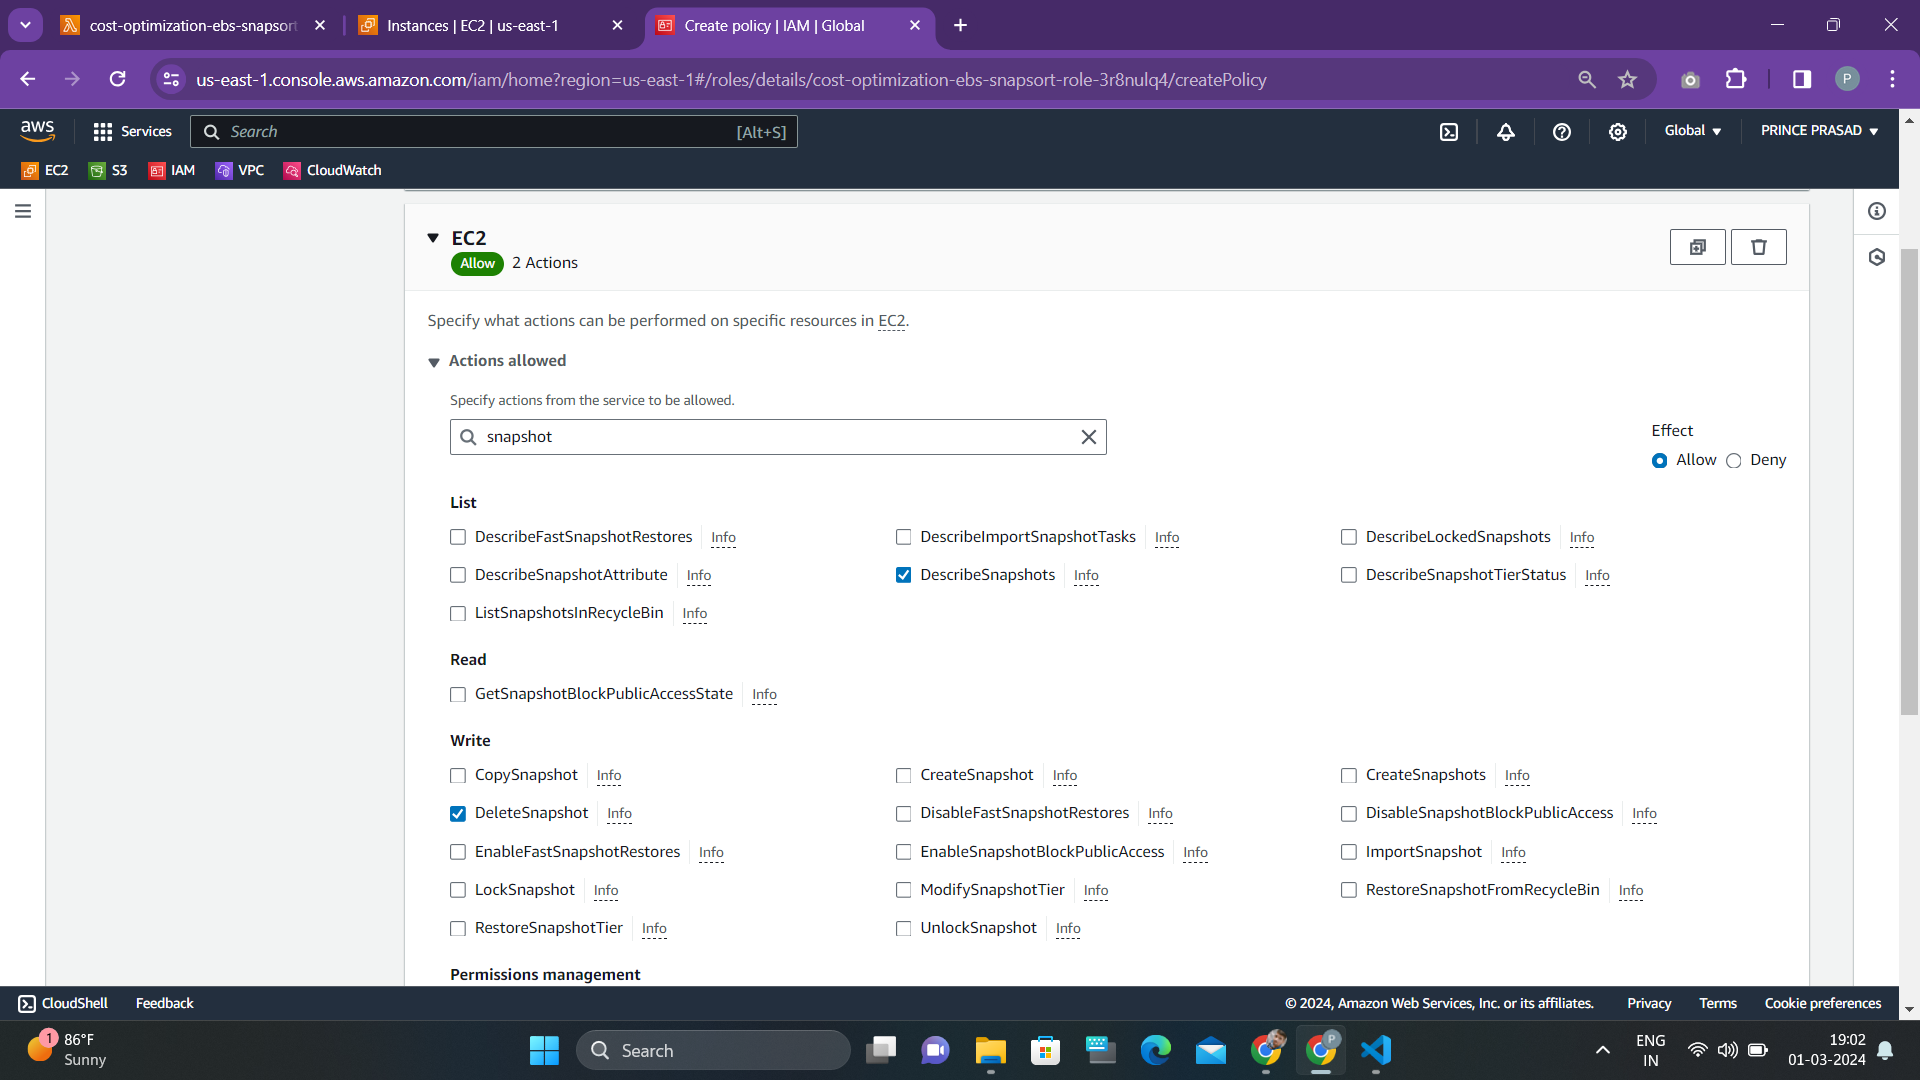 cost-optimization-ebs-snapsort
Instances | EC2 | us-east-1
Create policy | IAM | Global
us-east-1.console.aws.amazon.com/iam/home?region=us-east-1#/roles/details/cost-optimization-ebs-snapsort-role-3r8nulq4/createPolicy
P
aws
Services
Search
[Alt+S]
Global
PRINCE PRASAD
EC2
S3
IAM
VPC
CloudWatch
EC2
Allow 2 Actions
Specify what actions can be performed on specific resources in EC2.
Actions allowed
Specify actions from the service to be allowed.
snapshot
Effect
Allow Deny
List
DescribeFastSnapshotRestores Info DescribeImportSnapshotTasks Info DescribeLockedSnapshots Info
DescribeSnapshotAttribute Info DescribeSnapshots Info DescribeSnapshotTierStatus Info
ListSnapshotsInRecycleBin Info
Read
GetSnapshotBlockPublicAccessState Info
Write
CopySnapshot Info CreateSnapshot Info CreateSnapshots Info
DeleteSnapshot Info DisableFastSnapshotRestores Info DisableSnapshotBlockPublicAccess Info
EnableFastSnapshotRestores Info EnableSnapshotBlockPublicAccess Info ImportSnapshot Info
LockSnapshot Info ModifySnapshotTier Info RestoreSnapshotFromRecycleBin Info
RestoreSnapshotTier Info UnlockSnapshot Info
Permissions management
CloudShell Feedback © 2024, Amazon Web Services, Inc. or its affiliates. Privacy Terms Cookie preferences
1
86°F
Sunny
Search
P
ENG
IN
19:02
01-03-2024